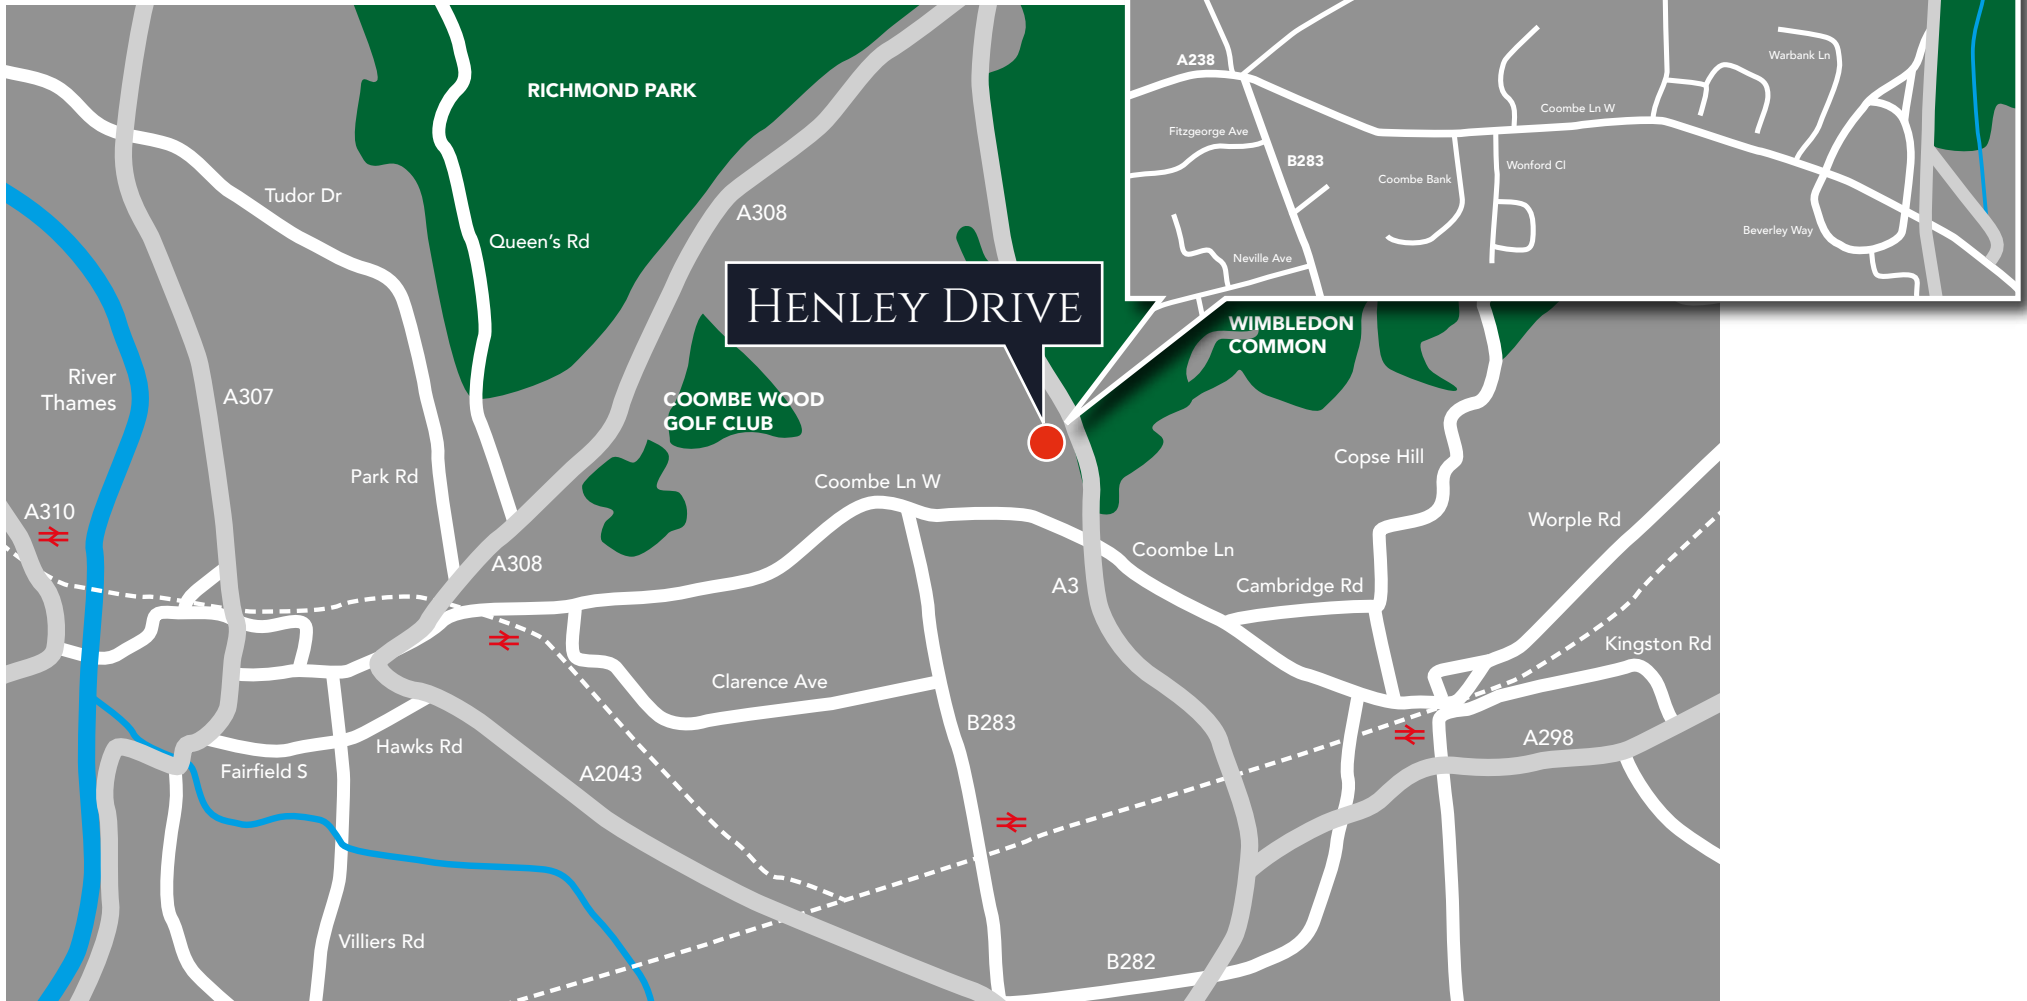 RICHMOND PARK
Tudor Dr
A308
Queen's Rd
HENLEY DRIVE
River
Thames
A307
COOMBE WOOD
GOLF CLUB
WIMBLEDON
COMMON
Park Rd
Coombe Ln W
Copse Hill
A310
Worple Rd
A308
Coombe Ln
A3
Cambridge Rd
Kingston Rd
Clarence Ave
B283
Hawks Rd
A298
Fairfield S
A2043
Villiers Rd
B282
A238
Warbank Ln
Coombe Ln W
Fitzgeorge Ave
B283
Wonford Cl
Coombe Bank
Beverley Way
Neville Ave